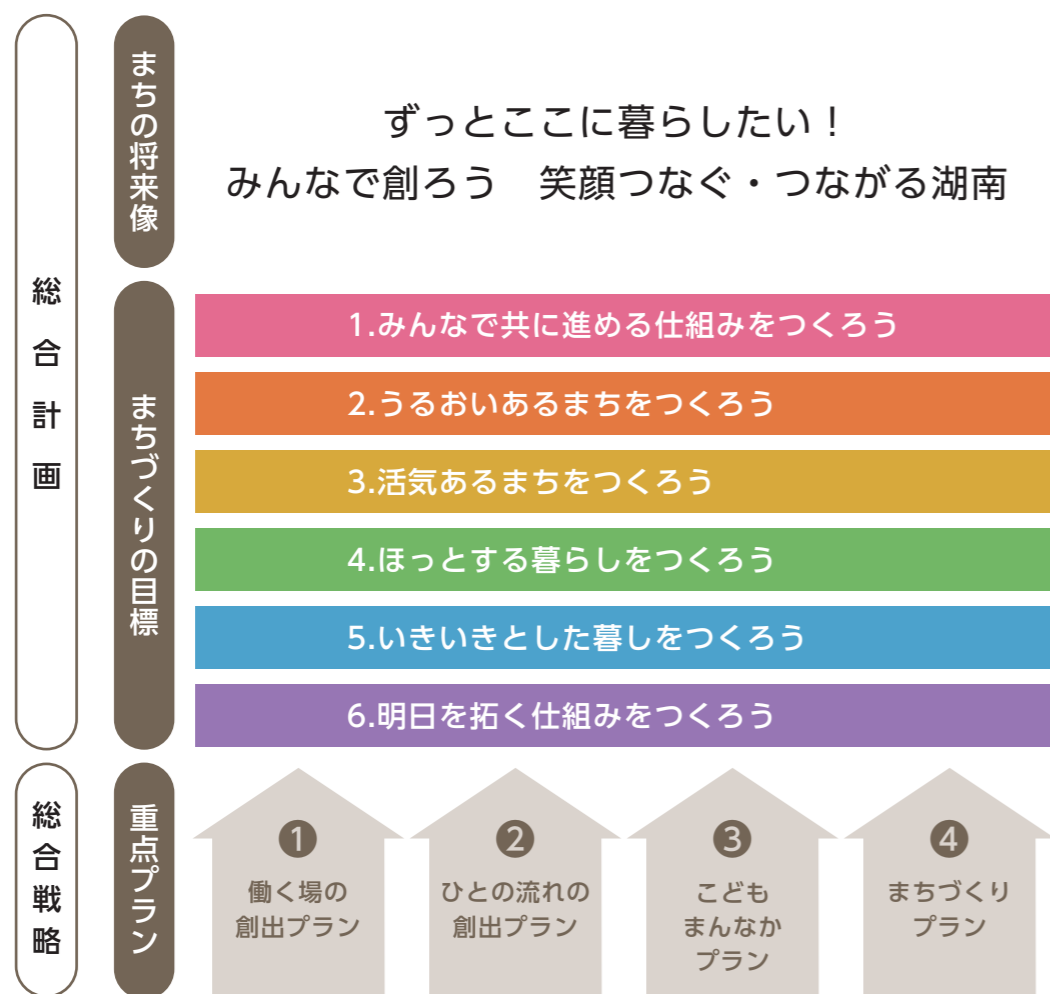 総合計画
まちの将来像
ずっとここに暮らしたい！
みんなで創ろう　笑顔つなぐ・つながる湖南
まちづくりの目標
1.みんなで共に進める仕組みをつくろう
2.うるおいあるまちをつくろう
3.活気あるまちをつくろう
4.ほっとする暮らしをつくろう
5.いきいきとした暮しをつくろう
6.明日を拓く仕組みをつくろう
総合戦略
重点プラン
❶
働く場の
創出プラン
❷
ひとの流れの
創出プラン
❸
こども
まんなか
プラン
❹
まちづくり
プラン